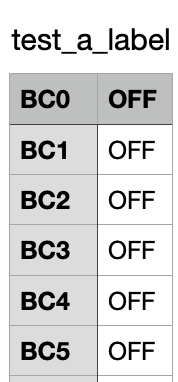 test_a_label
BC0 OFF
BC1 OFF
BC2 OFF
BC3 OFF
BC4 OFF
BC5 OFF